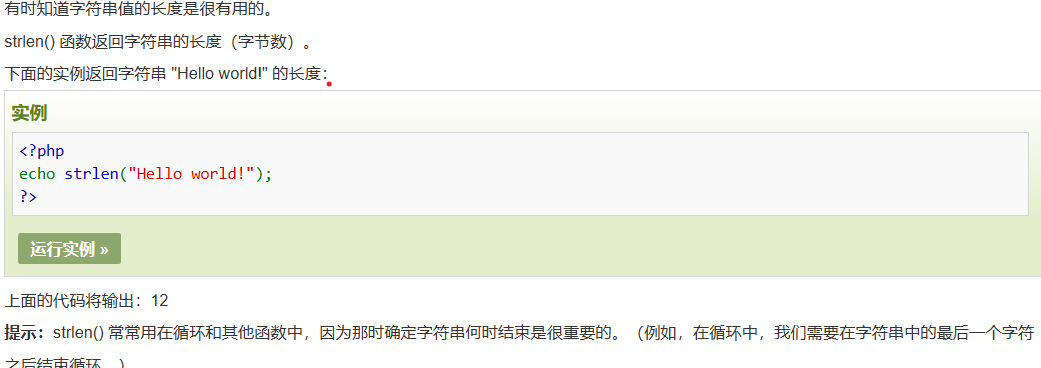 有时知道字符串值的长度是很有用的。
strlen() 函数返回字符串的长度（字节数）。
下面的实例返回字符串 "Hello world!" 的长度：
实例
<?php
echo strlen("Hello world!");
?>
运行实例 »
上面的代码将输出：12
提示：strlen() 常常用在循环和其他函数中，因为那时确定字符串何时结束是很重要的。（例如，在循环中，我们需要在字符串中的最后一个字符
之后结束循环。）